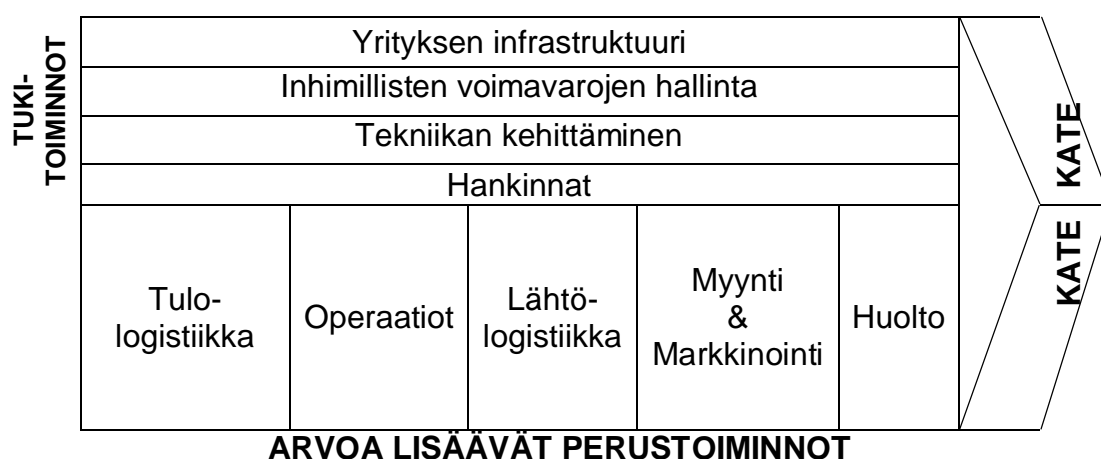 TUKI-
TOIMINNOT
Yrityksen infrastruktuuri
Inhimillisten voimavarojen hallinta
Tekniikan kehittäminen
Hankinnat
KATE
KATE
Tulo-
logistiikka
Operaatiot
Lähtö-
logistiikka
Myynti
&
Markkinointi
Huolto
ARVOA LISÄÄVÄT PERUSTOIMINNOT